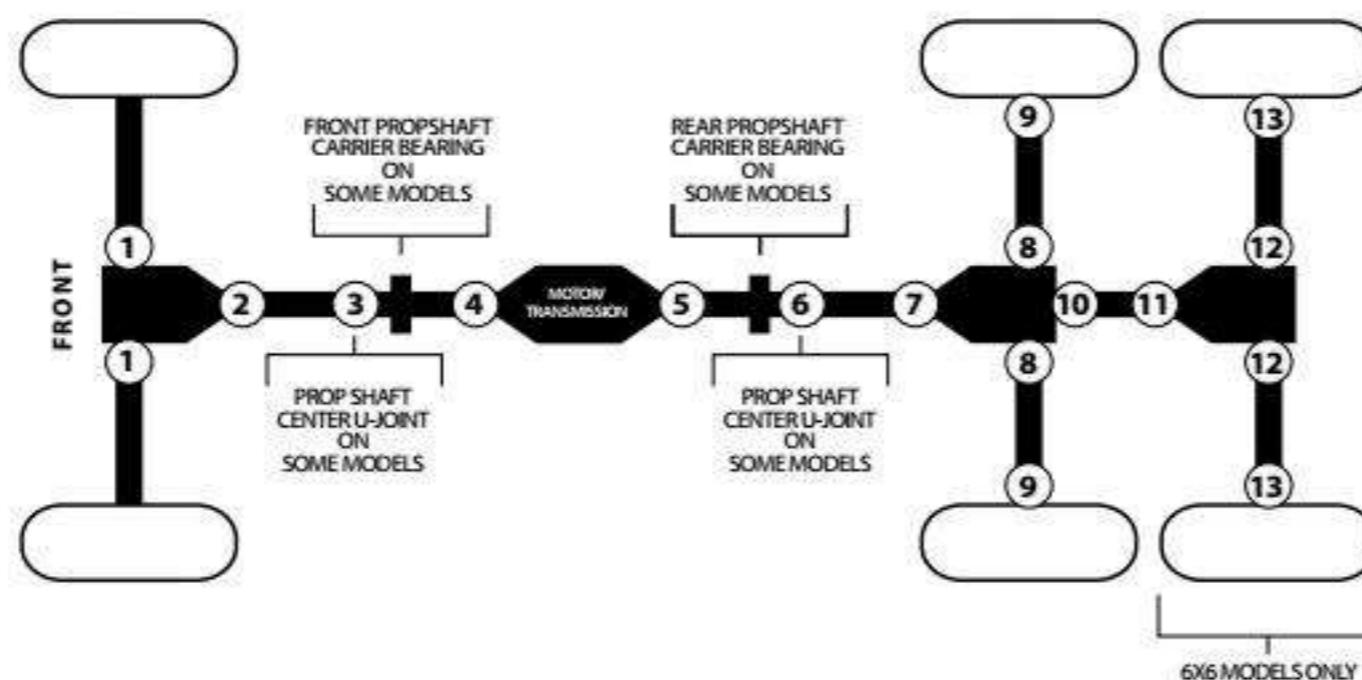 9
13
FRONT PROPSHAFT
CARRIER BEARING
ON
SOME MODELS
REAR PROPSHAFT
CARRIER BEARING
ON
SOME MODELS
1
8
12
FRONT
2
3
4
MOTOR/
TRANSMISSION
5
6
7
10
11
1
8
12
PROP SHAFT
CENTER U-JOINT
ON
SOME MODELS
PROP SHAFT
CENTER U-JOINT
ON
SOME MODELS
9
13
6X6 MODELS ONLY